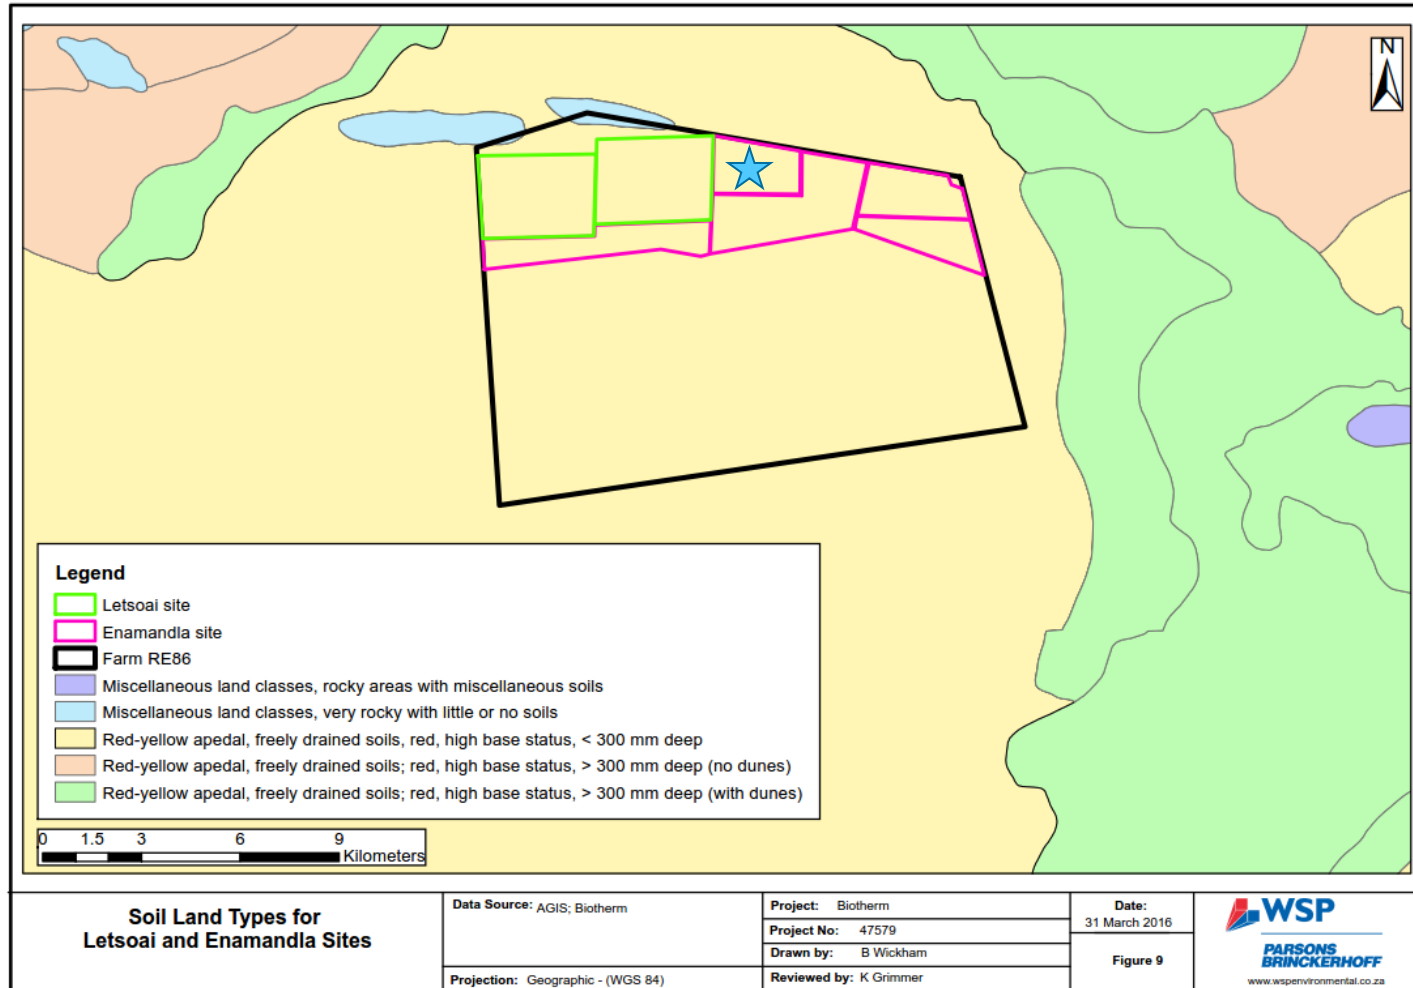 N
Legend
Letsoai site
Enamandla site
Farm RE86
Miscellaneous land classes, rocky areas with miscellaneous soils
Miscellaneous land classes, very rocky with little or no soils
Red-yellow apedal, freely drained soils, red, high base status, < 300 mm deep
Red-yellow apedal, freely drained soils; red, high base status, > 300 mm deep (no dunes)
Red-yellow apedal, freely drained soils; red, high base status, > 300 mm deep (with dunes)
0 1.5 3 6 9
Kilometers
Soil Land Types for
Letsoai and Enamandla Sites
Data Source: AGIS; Biotherm
Projection: Geographic - (WGS 84)
Project: Biotherm
Project No: 47579
Drawn by: B Wickham
Reviewed by: K Grimmer
Date:
31 March 2016
Figure 9
WSP
PARSONS
BRINCKERHOFF
www.wspenvironmental.co.za